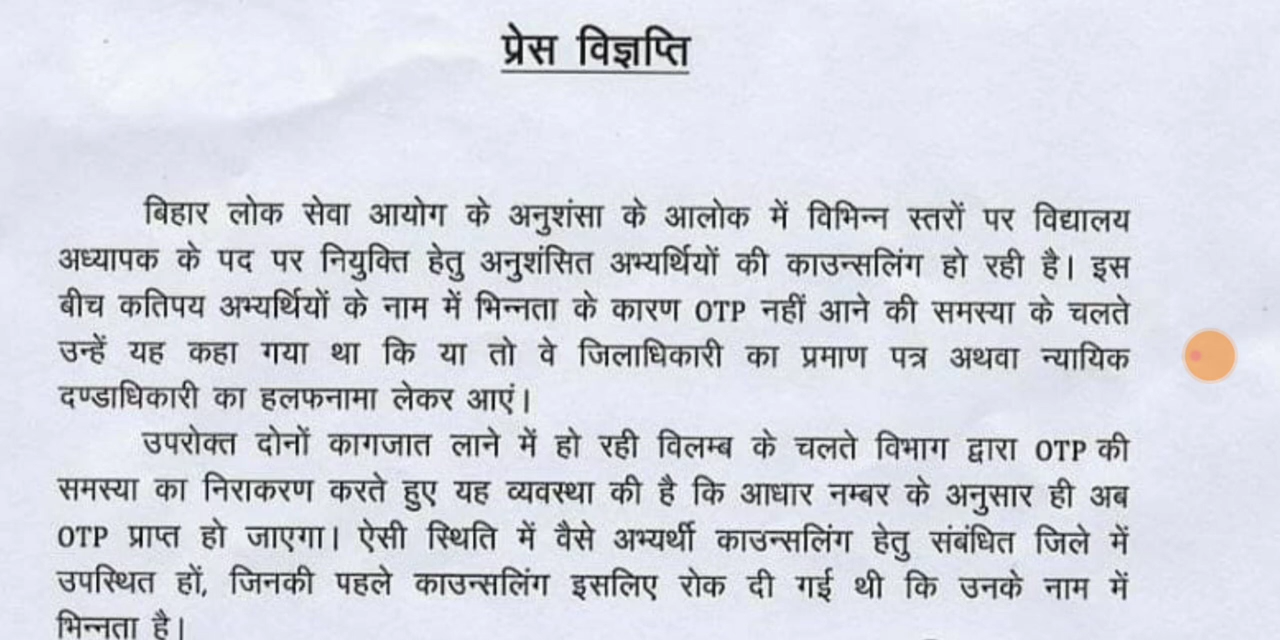 प्रेस विज्ञप्ति
बिहार लोक सेवा आयोग के अनुशंसा के आलोक में विभिन्न स्तरों पर विद्यालय
अध्यापक के पद पर नियुक्ति हेतु अनुशंसित अभ्यर्थियों की काउन्सलिंग हो रही है। इस
बीच कतिपय अभ्यर्थियों के नाम में भिन्नता के कारण OTP नहीं आने की समस्या के चलते
उन्हें यह कहा गया था कि या तो वे जिलाधिकारी का प्रमाण पत्र अथवा न्यायिक
दण्डाधिकारी का हलफनामा लेकर आएं।
उपरोक्त दोनों कागजात लाने में हो रही विलम्ब के चलते विभाग द्वारा OTP की
समस्या का निराकरण करते हुए यह व्यवस्था की है कि आधार नम्बर के अनुसार ही अब
OTP प्राप्त हो जाएगा। ऐसी स्थिति में वैसे अभ्यर्थी काउन्सलिंग हेतु संबंधित जिले में
उपस्थित हों, जिनकी पहले काउन्सलिंग इसलिए रोक दी गई थी कि उनके नाम में
भिन्नता है।